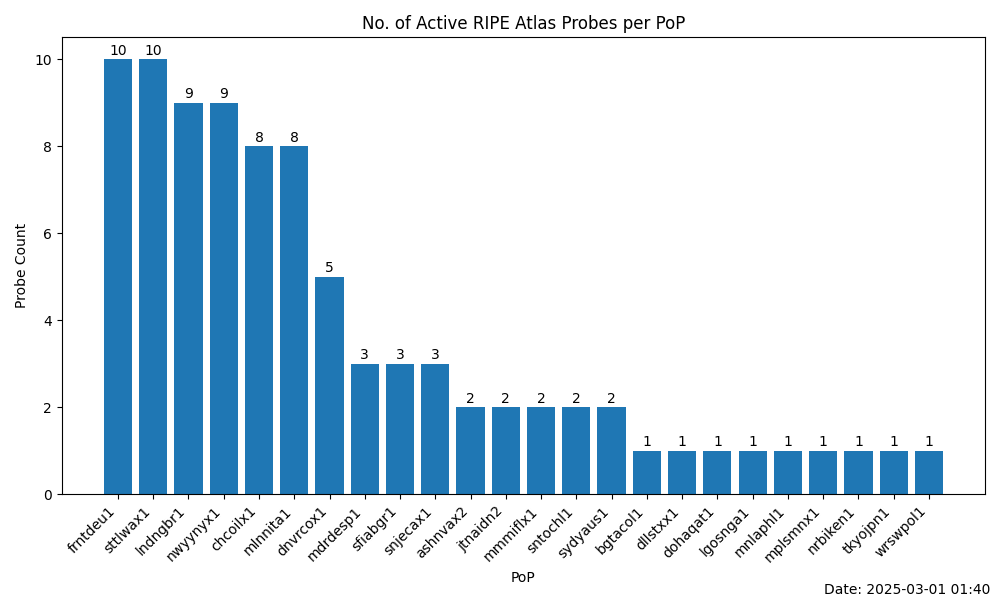 No. of Active RIPE Atlas Probes per PoP
Probe Count
10
8
6
4
2
0
10 10 9 9 8 8 5 3 3 3 2 2 2 2 2 1 1 1 1 1 1 1 1 1
frntdeu1 sttlwax1 lndngbr1 nwyynyx1 chcoilx1 mlnnita1 dnvrcox1 mdrdesp1 sfiabgr1 snjecax1 ashnvax2 jtnaidn2 mmmiflx1 sntochl1 sydyaus1 bgtacol1 dllstxx1 dohaqat1 lgosnga1 mnlaphl1 mplsmnx1 nrbiken1 tkyojpn1 wrswpol1
PoP
Date: 2025-03-01 01:40